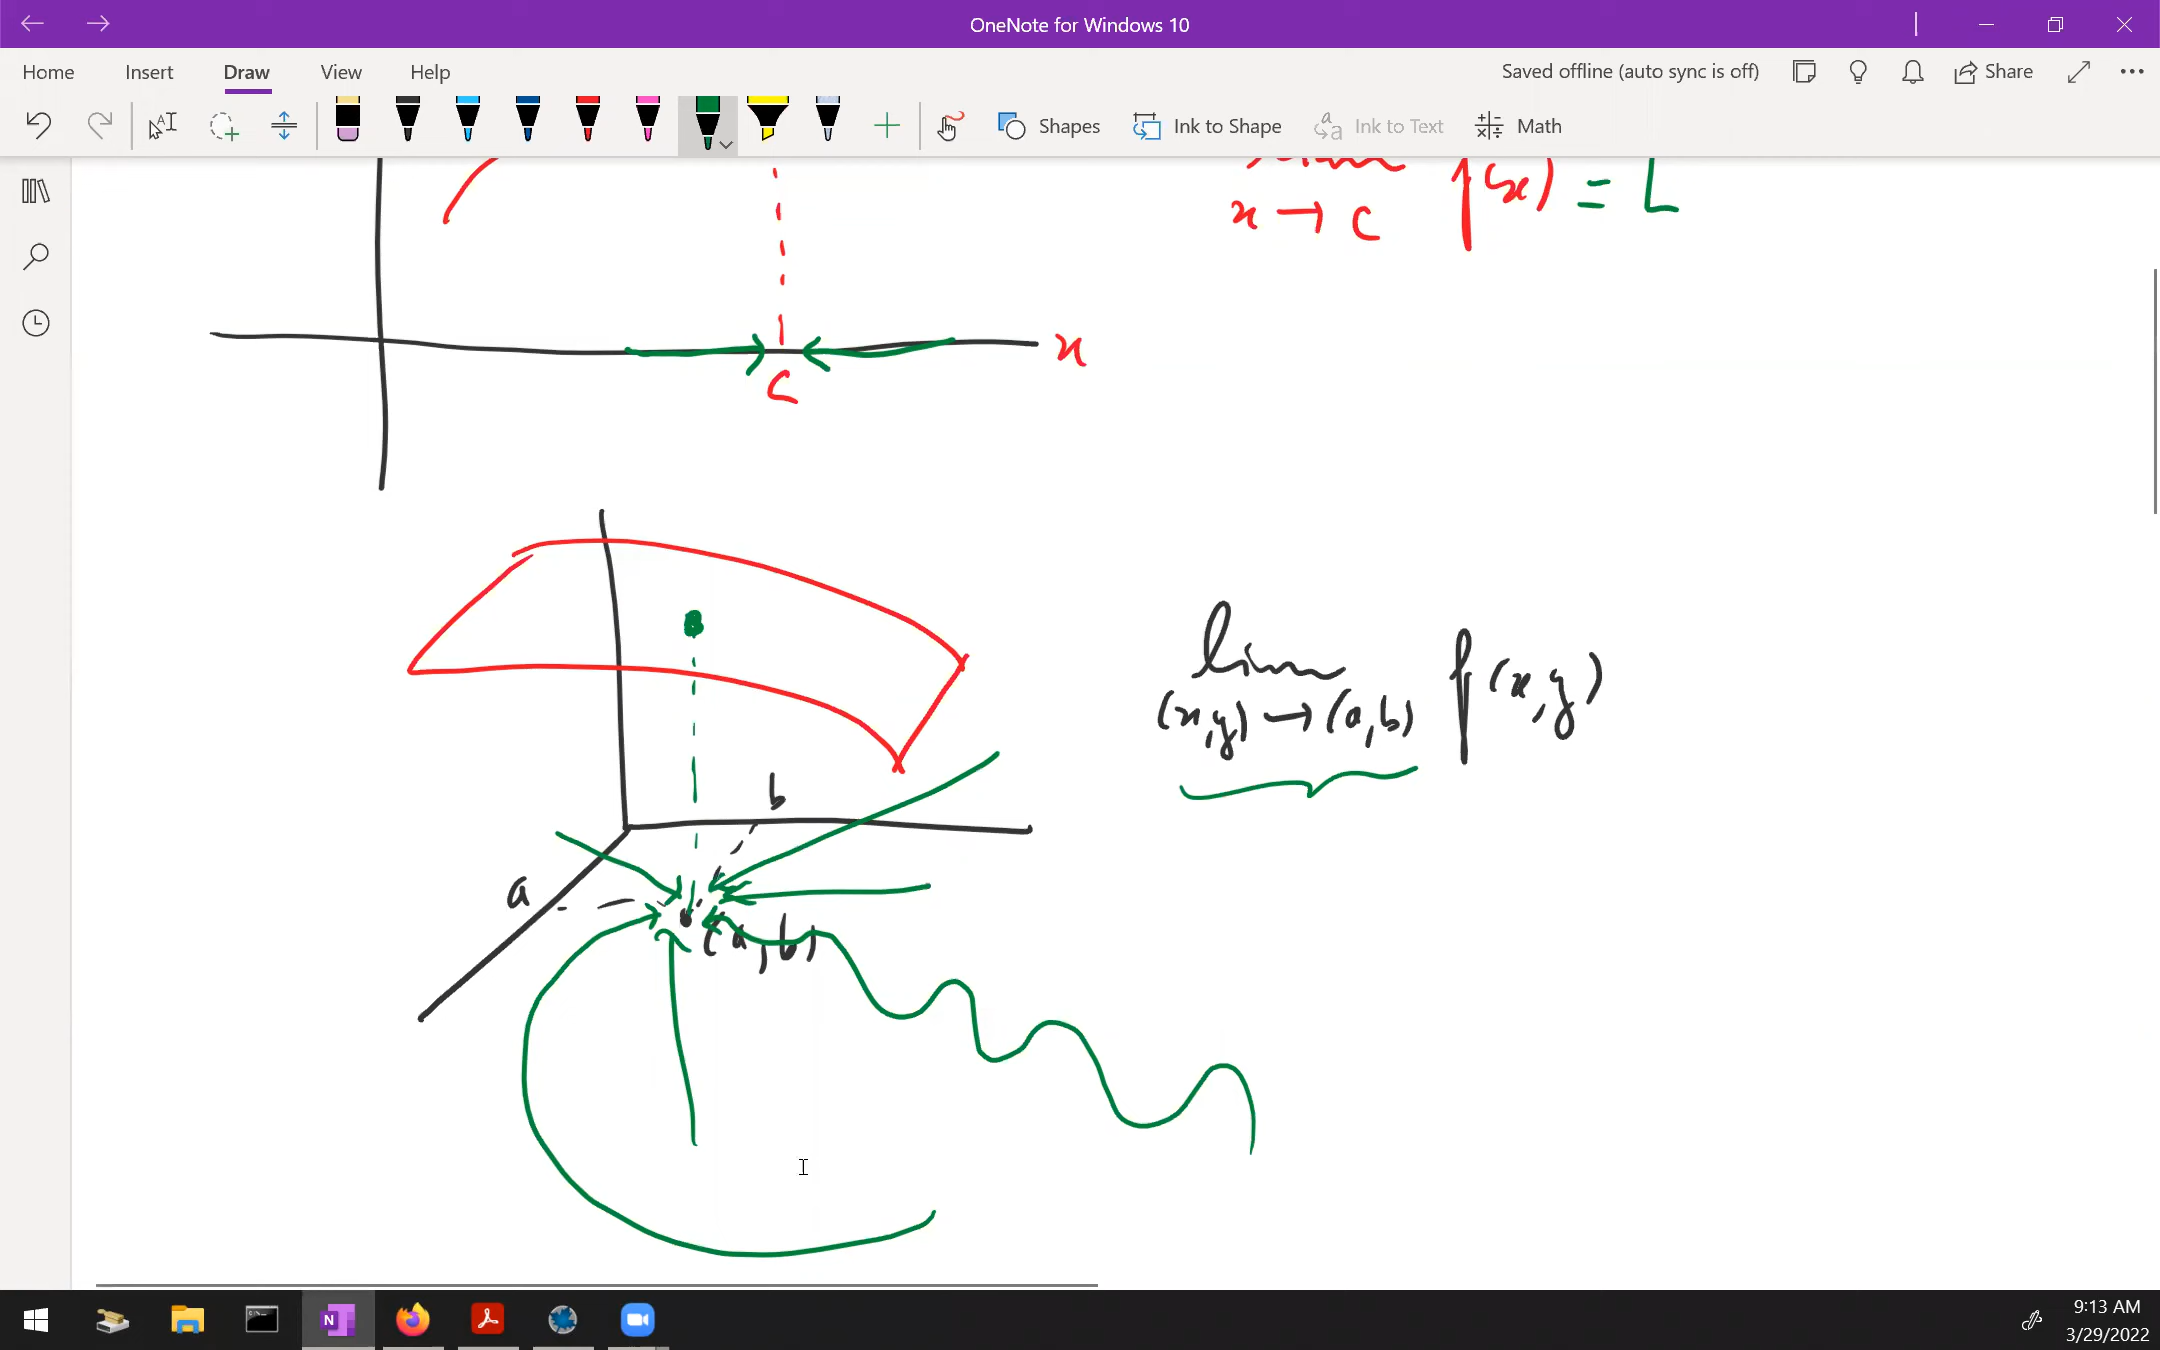 OneNote for Windows 10
Home Insert Draw View Help
Saved offline (auto sync is off) Share
Shapes Ink to Shape Ink to Text Math
lim f(x) = L
x → c
x
c
lim f(x,y)
(x,y) → (a,b)
b
a
(a,b)
9:13 AM
3/29/2022